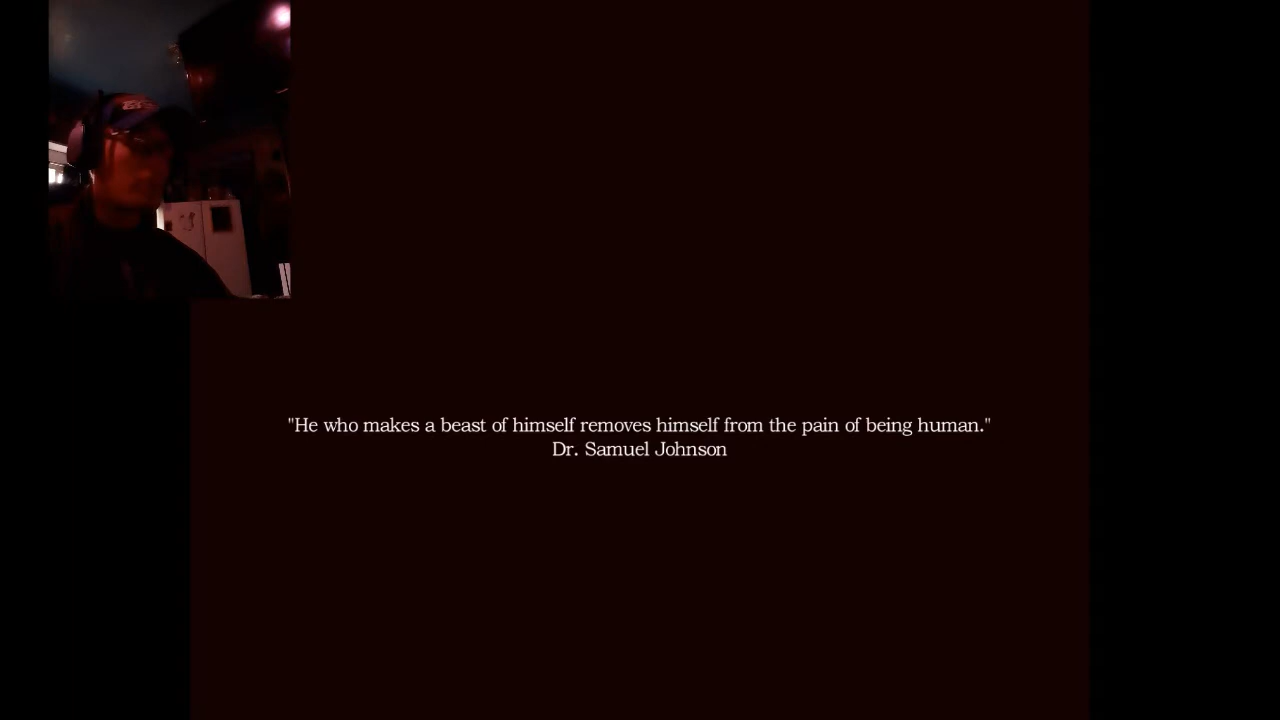 "He who makes a beast of himself removes himself from the pain of being human."
Dr. Samuel Johnson